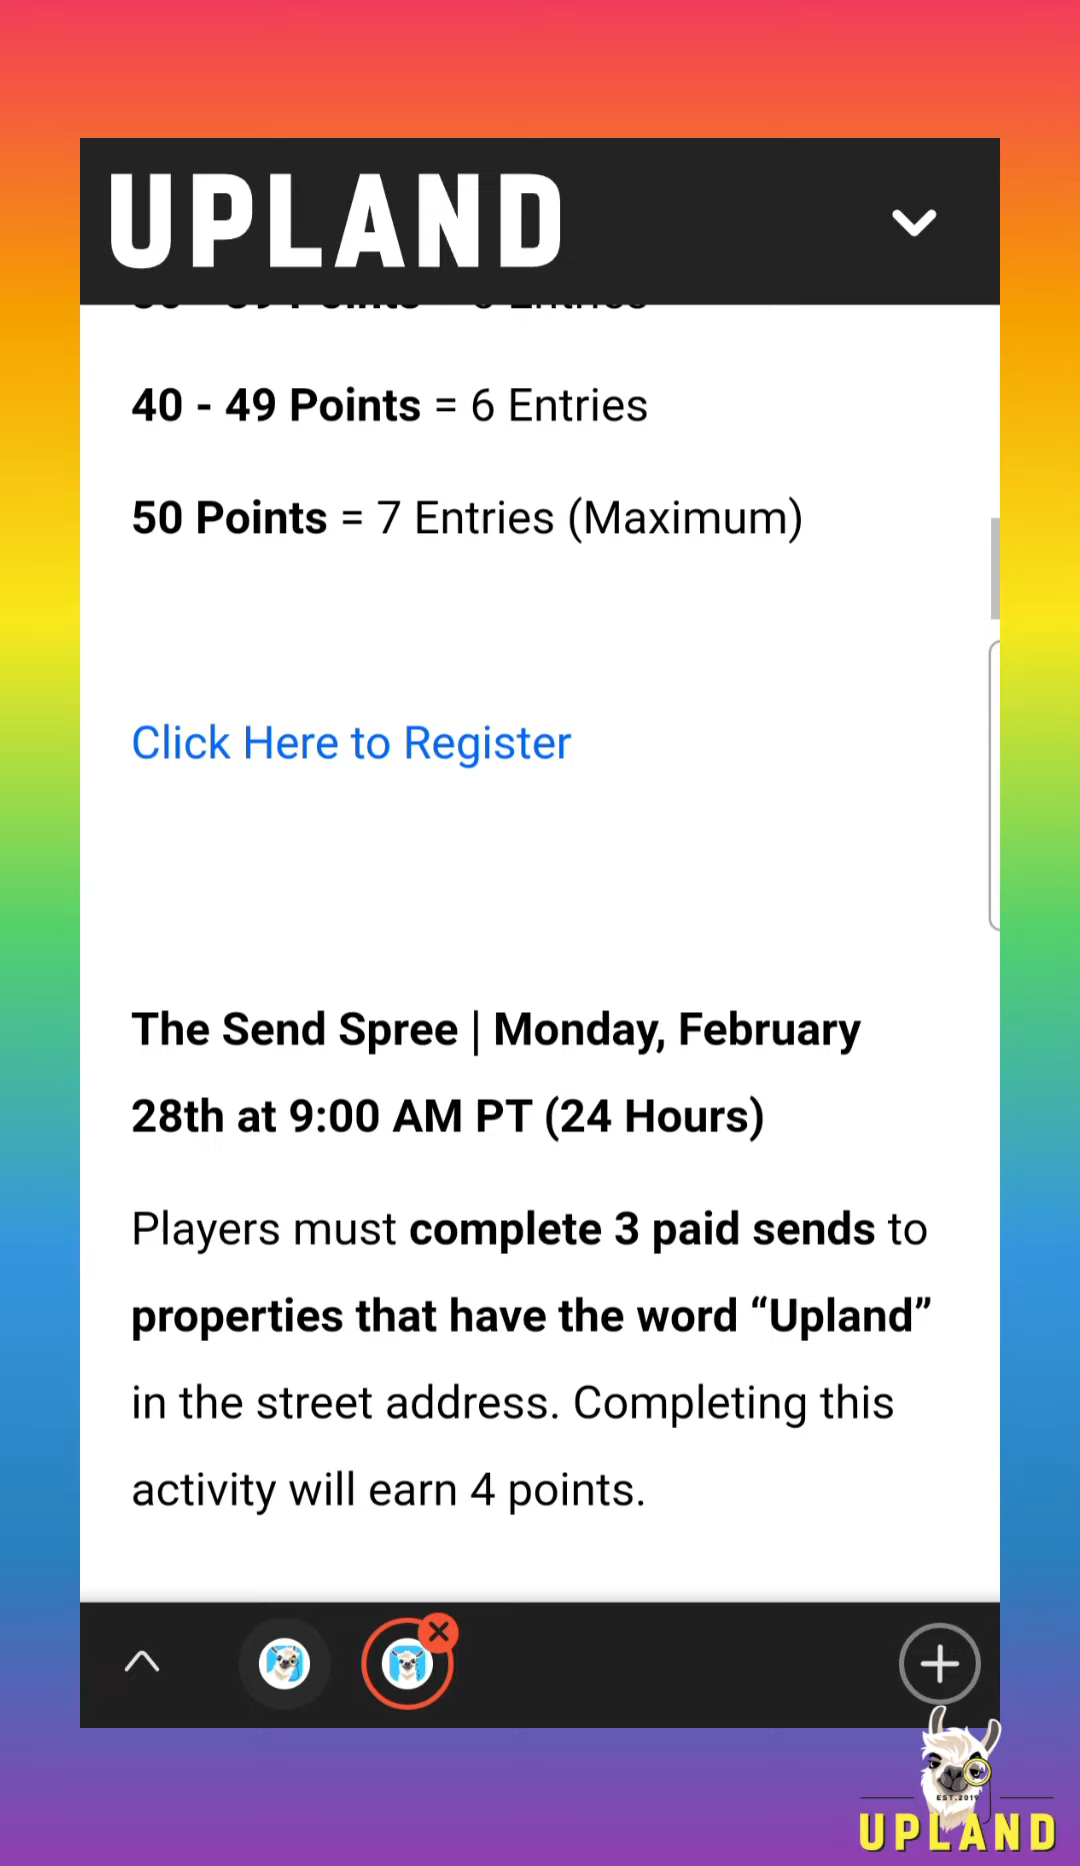 UPLAND
40 - 49 Points = 6 Entries
50 Points = 7 Entries (Maximum)
Click Here to Register
The Send Spree | Monday, February
28th at 9:00 AM PT (24 Hours)
Players must complete 3 paid sends to
properties that have the word “Upland”
in the street address. Completing this
activity will earn 4 points.
EST.2019
UPLAND